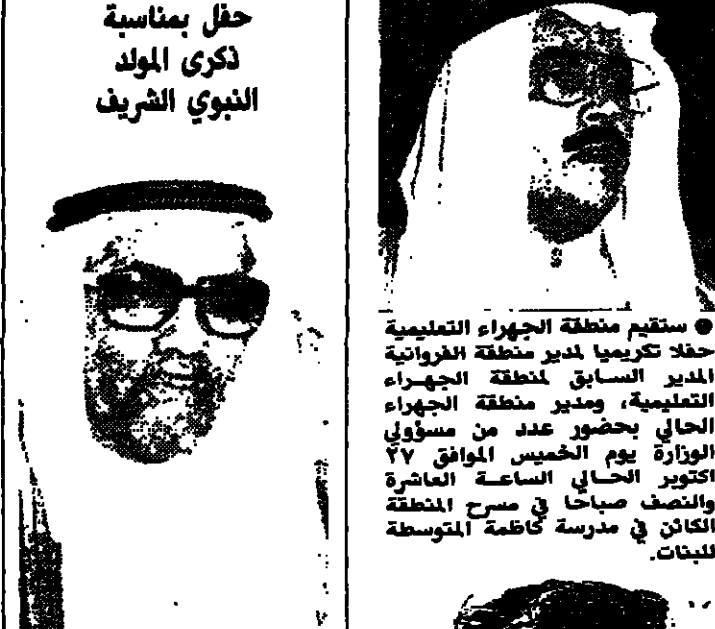 حفل بمناسبة
ذكرى المولد
النبوي الشريف
● ستقيم منطقة الجهراء التعليمية
حفلا تكريميا لمدير منطقة الفروانية
المدير السابق لمنطقة الجهراء
التعليمية، ومدير منطقة الجهراء
الحالي بحضور عدد من مسؤولي
الوزارة يوم الخميس الموافق ٢٧
اكتوبر الحالي الساعة العاشرة
والنصف صباحا في مسرح المنطقة
الكائن في مدرسة كاظمة المتوسطة
للبنات.